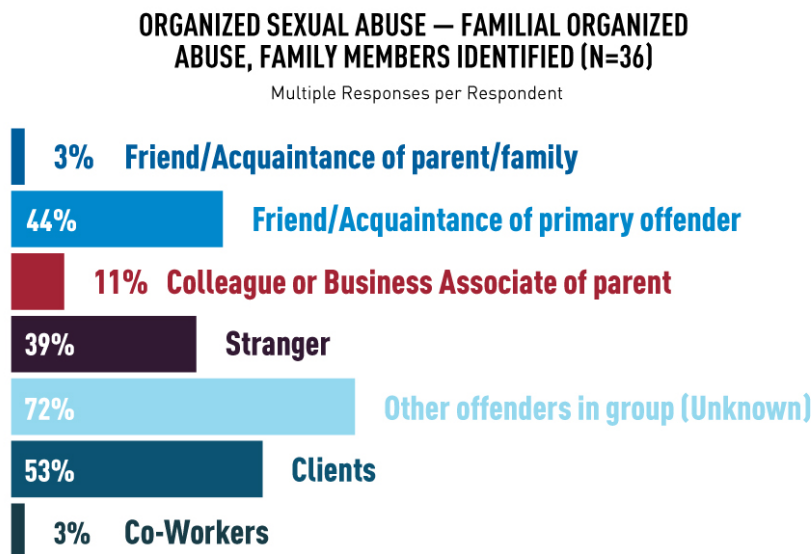 ORGANIZED SEXUAL ABUSE — FAMILIAL ORGANIZED
ABUSE, FAMILY MEMBERS IDENTIFIED (N=36)
Multiple Responses per Respondent
3% Friend/Acquaintance of parent/family
44% Friend/Acquaintance of primary offender
11% Colleague or Business Associate of parent
39% Stranger
72% Other offenders in group (Unknown)
53% Clients
3% Co-Workers